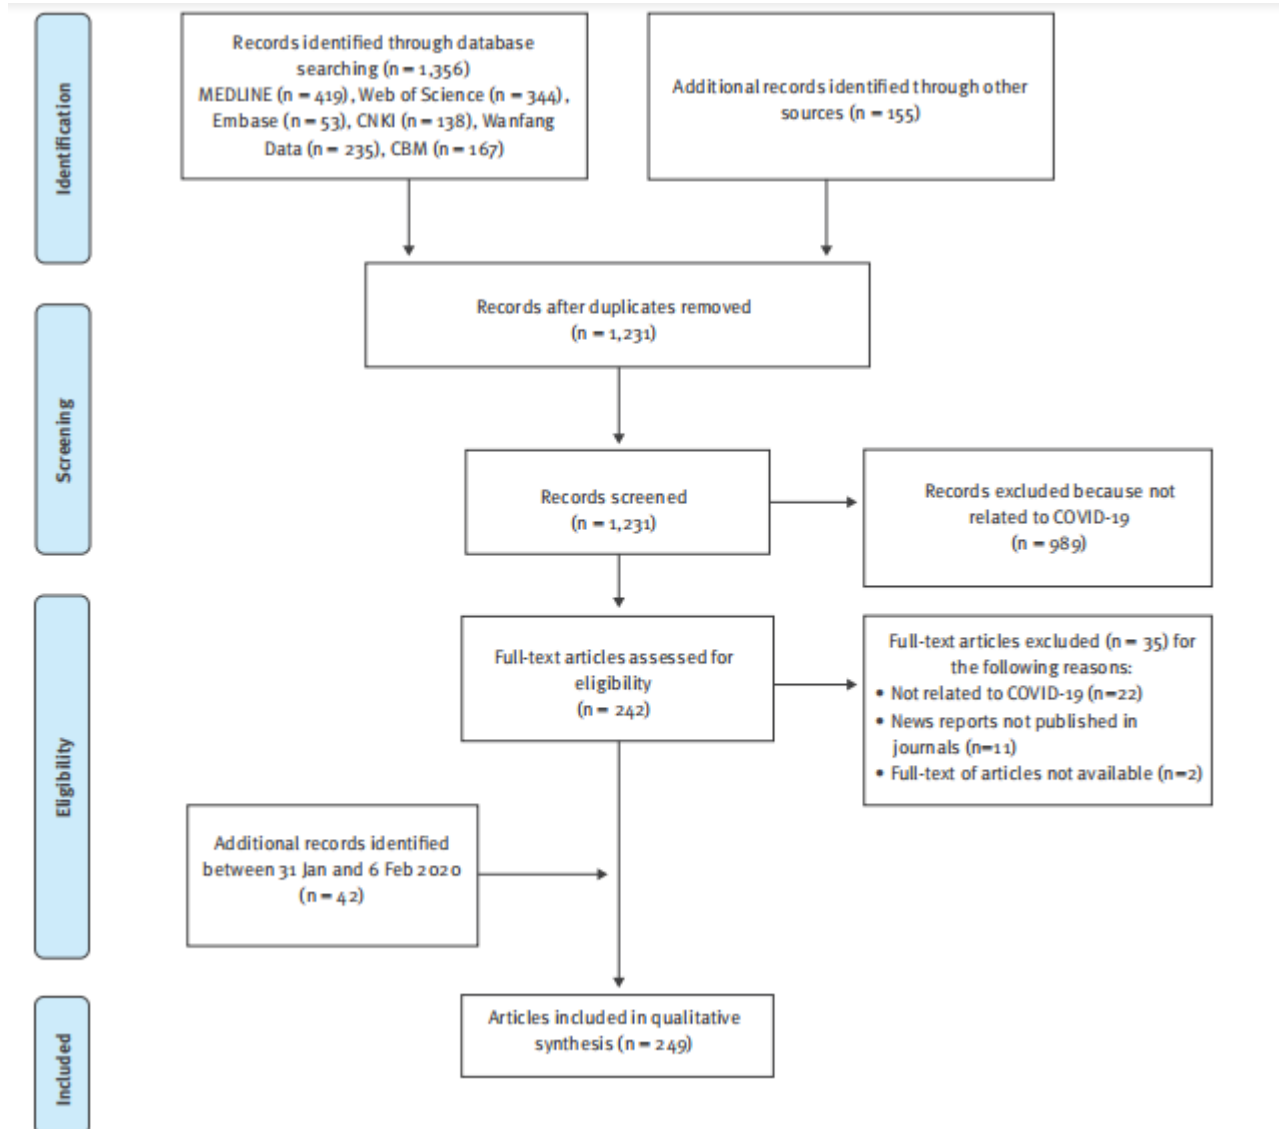 Identification
Records identified through database
searching (n = 1,356)
MEDLINE (n = 419), Web of Science (n = 344),
Embase (n = 53), CNKI (n = 138), Wanfang
Data (n = 235), CBM (n = 167)
Additional records identified through other
sources (n = 155)
Screening
Records after duplicates removed
(n = 1,231)
Records screened
(n = 1,231)
Records excluded because not
related to COVID-19
(n = 989)
Eligibility
Full-text articles assessed for
eligibility
(n = 242)
Full-text articles excluded (n = 35) for
the following reasons:
• Not related to COVID-19 (n=22)
• News reports not published in
journals (n=11)
• Full-text of articles not available (n=2)
Additional records identified
between 31 Jan and 6 Feb 2020
(n = 42)
Included
Articles included in qualitative
synthesis (n = 249)